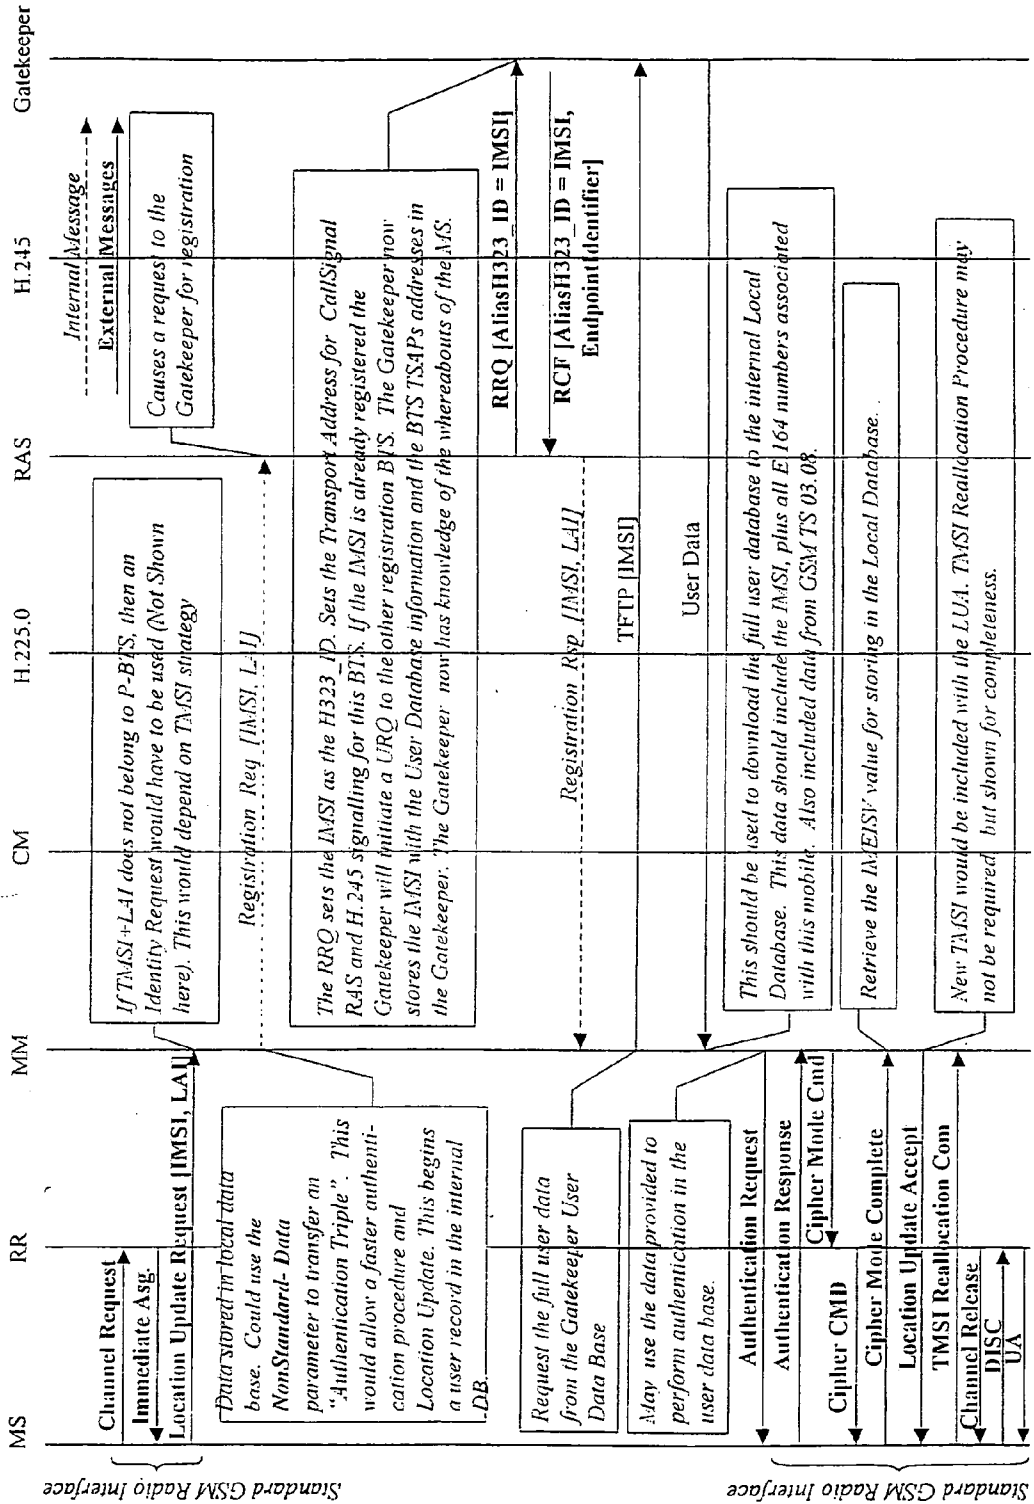 MS
RR
MM
CM
H.225.0
RAS
H.245
Gatekeeper
Internal Message
External Messages
Standard GSM Radio Interface
Channel Request
Immediate Asg.
Location Update Request [IMSI, LAI]
If TMSI+LAI does not belong to P-BTS, then an
Identity Request would have to be used (Not Shown
here). This would depend on TMSI strategy
Causes a request to the
Gatekeeper for registration
Registration Req [IMSI, LAI]
Data stored in local data
base. Could use the
NonStandard- Data
parameter to transfer an
"Authentication Triple". This
would allow a faster authenti-
cation procedure and
Location Update. This begins
a user record in the internal
DB.
The RRQ sets the IMSI as the H323_ID. Sets the Transport Address for CallSignal
RAS and H.245 signalling for this BTS. If the IMSI is already registered the
Gatekeeper will initiate a URQ to the other registration BTS. The Gatekeeper now
stores the IMSI with the User Database information and the BTS TSAPs addresses in
the Gatekeeper. The Gatekeeper now has knowledge of the whereabouts of the MS.
RRQ [AliasH323_ID = IMSI]
RCF [AliasH323_ID = IMSI,
EndpointIdentifier]
Registration Rsp [IMSI, LAI]
Request the full user data
from the Gatekeeper User
Data Base
TFTP [IMSI]
User Data
May use the data provided to
perform authentication in the
user data base.
This should be used to download the full user database to the internal Local
Database. This data should include the IMSI, plus all E 164 numbers associated
with this mobile. Also included data from GSM TS 03.08.
Authentication Request
Authentication Response
Cipher Mode Cmd
Cipher CMD
Cipher Mode Complete
Retrieve the IMEISV value for storing in the Local Database.
Location Update Accept
TMSI Reallocation Com
New TMSI would be included with the LUA. TMSI Reallocation Procedure may
not be required, but shown for completeness.
Channel Release
DISC
UA
Standard GSM Radio Interface